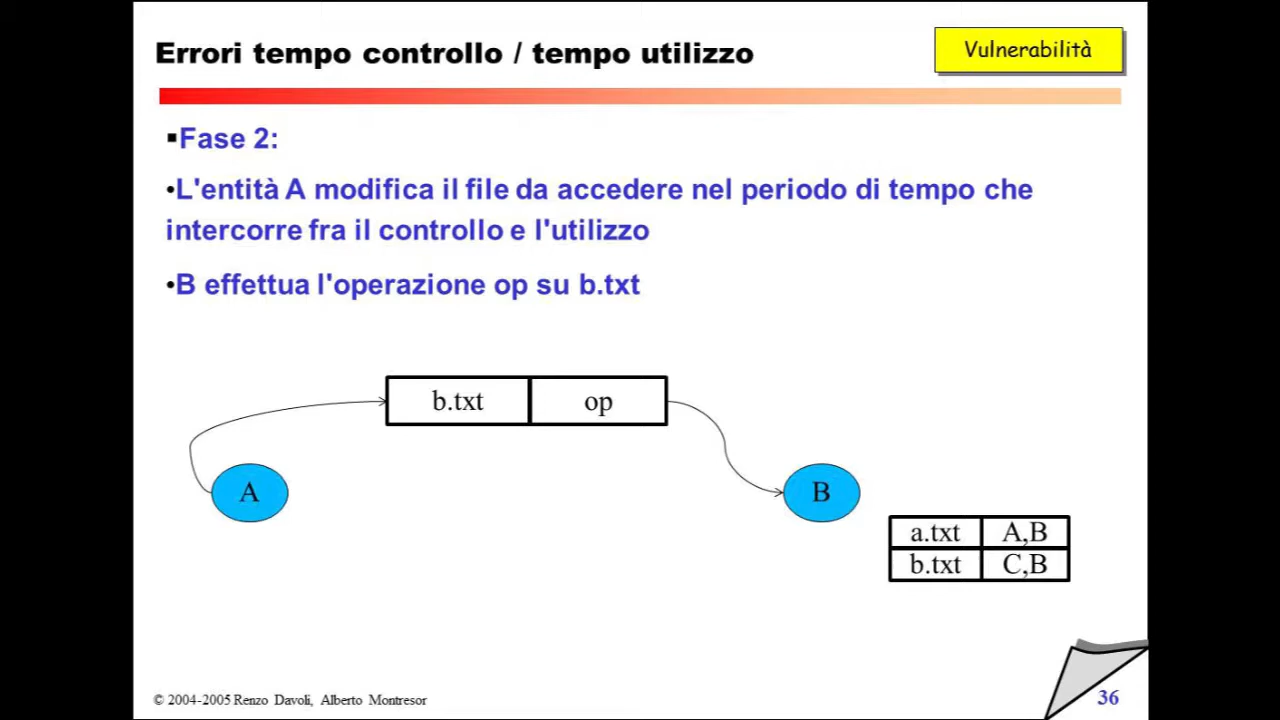 Errori tempo controllo / tempo utilizzo
Vulnerabilità
▪Fase 2:
•L'entità A modifica il file da accedere nel periodo di tempo che
intercorre fra il controllo e l'utilizzo
•B effettua l'operazione op su b.txt
b.txt op
A
B
a.txt A,B
b.txt C,B
© 2004-2005 Renzo Davoli, Alberto Montresor
36